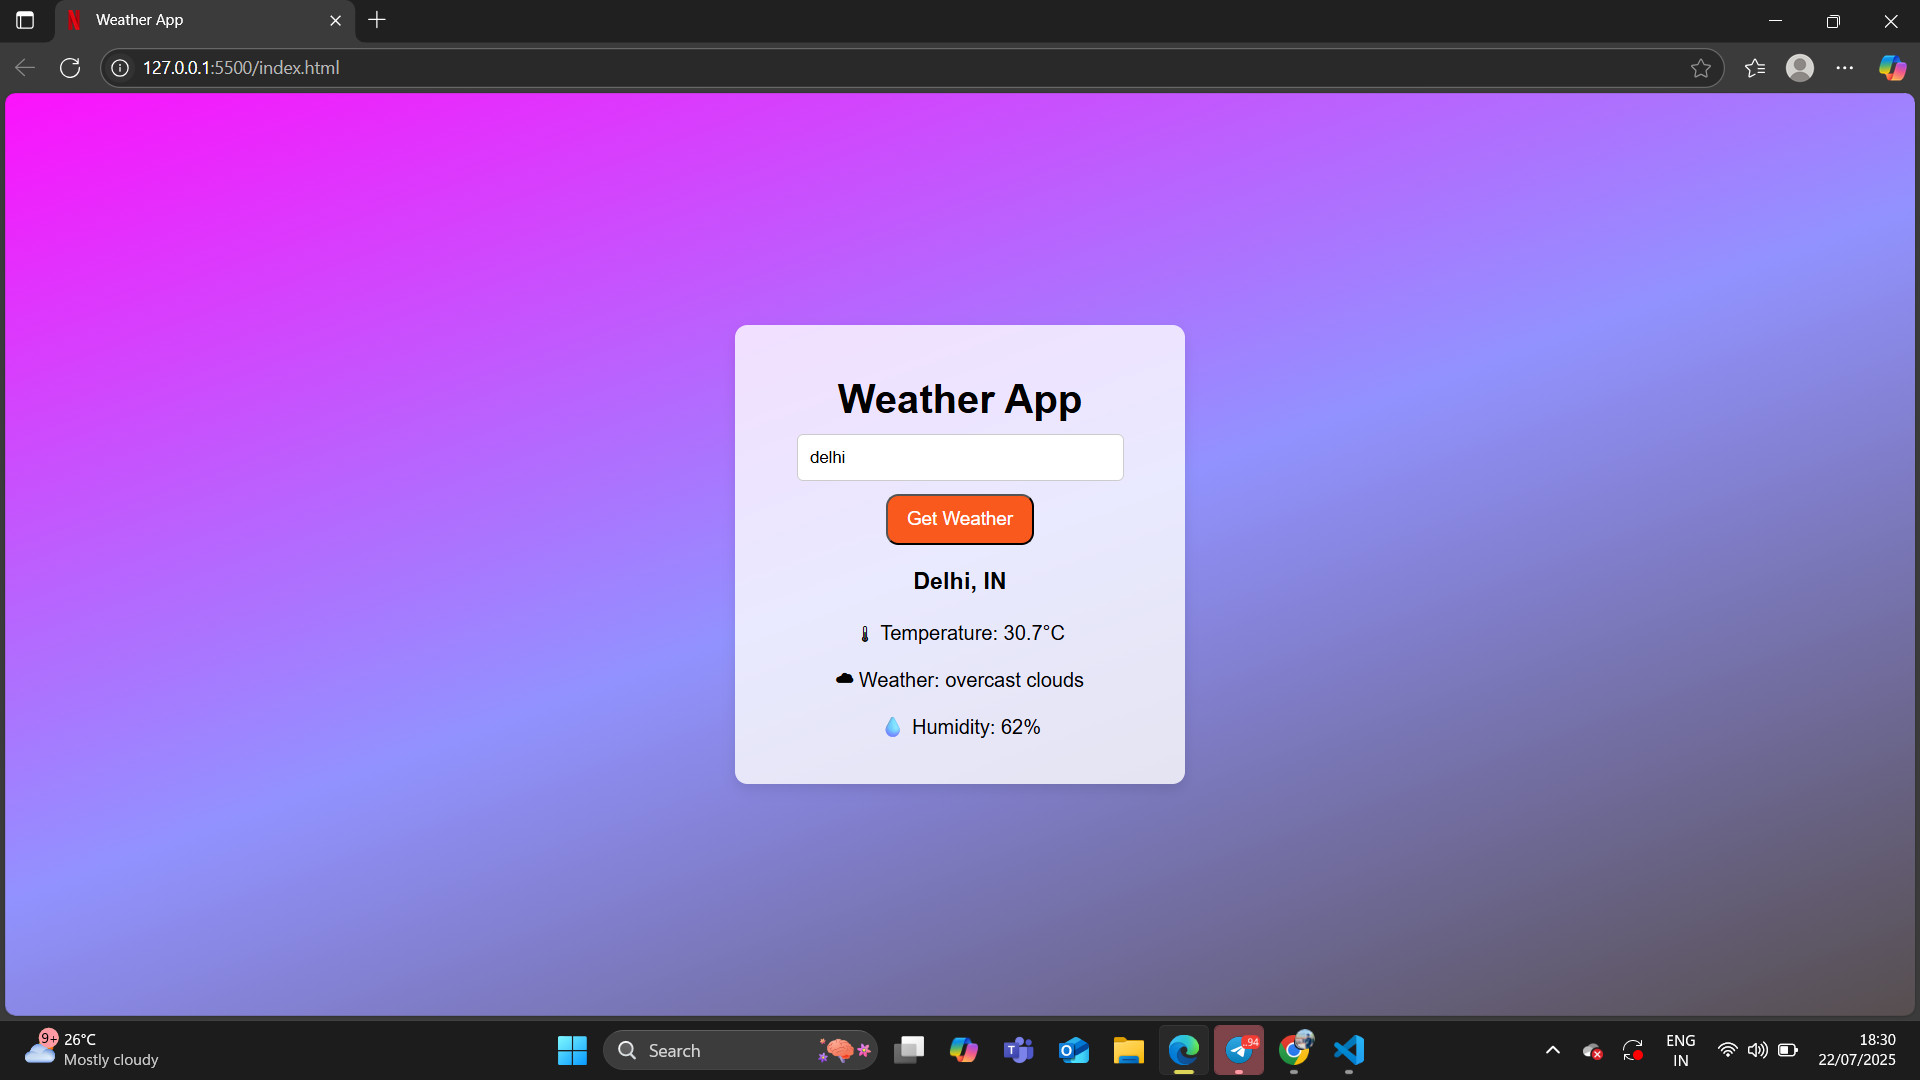 Weather App
127.0.0.1:5500/index.html
Weather App
delhi
Get Weather
Delhi, IN
🌡 Temperature: 30.7°C
☁ Weather: overcast clouds
💧 Humidity: 62%
9+
26°C
Mostly cloudy
Search
94
ENG
IN
18:30
22/07/2025